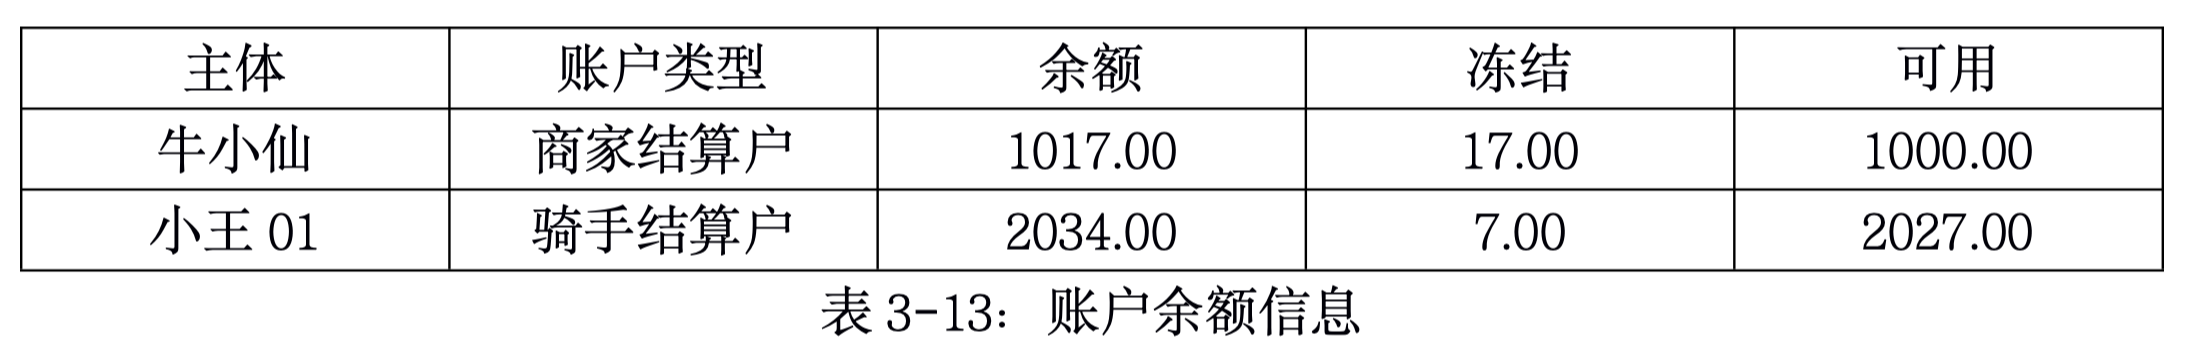 主体 账户类型 余额 冻结 可用
牛小仙 商家结算户 1017.00 17.00 1000.00
小王 01 骑手结算户 2034.00 7.00 2027.00
表 3-13：账户余额信息